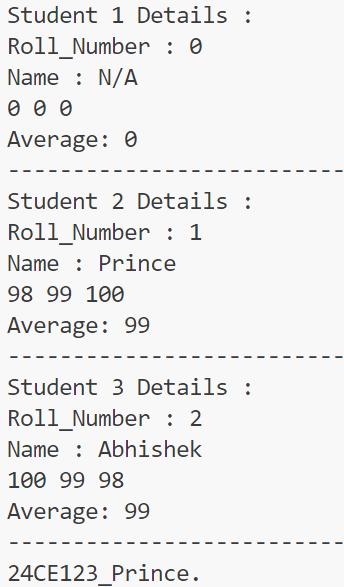 Student 1 Details :
Roll_Number : 0
Name : N/A
0 0 0
Average: 0
--------------------------
Student 2 Details :
Roll_Number : 1
Name : Prince
98 99 100
Average: 99
--------------------------
Student 3 Details :
Roll_Number : 2
Name : Abhishek
100 99 98
Average: 99
--------------------------
24CE123_Prince.